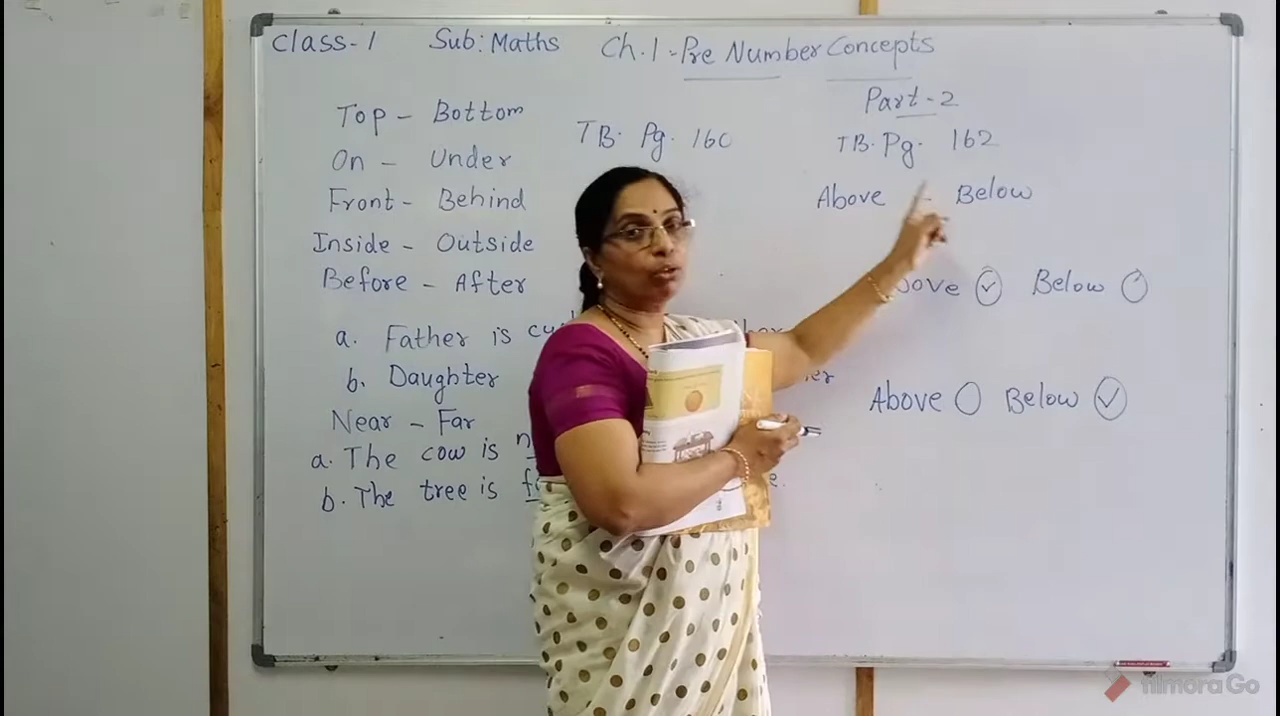 Class-1 Sub: Maths Ch.1-Pre Number Concepts
Top - Bottom
On - Under
Front - Behind
Inside - Outside
Before - After
a. Father is
b. Daughter
Near - Far
a. The cow is
b. The tree is
TB. Pg. 160
Part-2
TB. Pg. 162
Above - Below
Below
Above Below
filmora Go